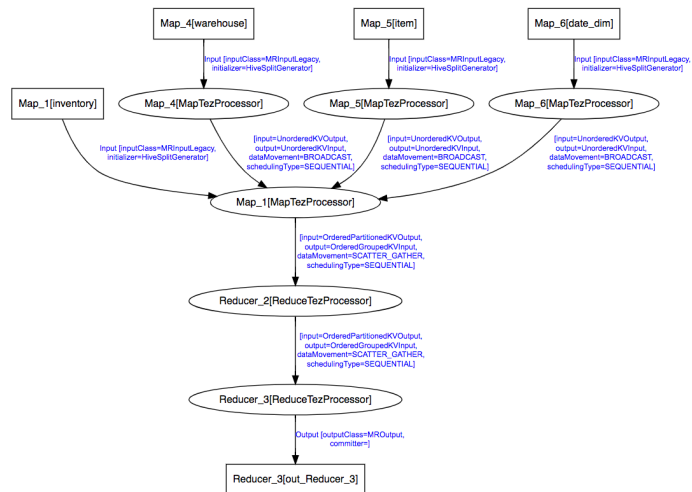 Map_4[warehouse]
Map_5[item]
Map_6[date_dim]
Input [inputClass=MRInputLegacy,
initializer=HiveSplitGenerator]
Input [inputClass=MRInputLegacy,
initializer=HiveSplitGenerator]
Input [inputClass=MRInputLegacy,
initializer=HiveSplitGenerator]
Map_1[inventory]
Map_4[MapTezProcessor]
Map_5[MapTezProcessor]
Map_6[MapTezProcessor]
Input [inputClass=MRInputLegacy,
initializer=HiveSplitGenerator]
[input=UnorderedKVOutput,
output=UnorderedKVInput,
dataMovement=BROADCAST,
schedulingType=SEQUENTIAL]
[input=UnorderedKVOutput,
output=UnorderedKVInput,
dataMovement=BROADCAST,
schedulingType=SEQUENTIAL]
[input=UnorderedKVOutput,
output=UnorderedKVInput,
dataMovement=BROADCAST,
schedulingType=SEQUENTIAL]
Map_1[MapTezProcessor]
[input=OrderedPartitionedKVOutput,
output=OrderedGroupedKVInput,
dataMovement=SCATTER_GATHER,
schedulingType=SEQUENTIAL]
Reducer_2[ReduceTezProcessor]
[input=OrderedPartitionedKVOutput,
output=OrderedGroupedKVInput,
dataMovement=SCATTER_GATHER,
schedulingType=SEQUENTIAL]
Reducer_3[ReduceTezProcessor]
Output [outputClass=MROutput,
committer=]
Reducer_3[out_Reducer_3]